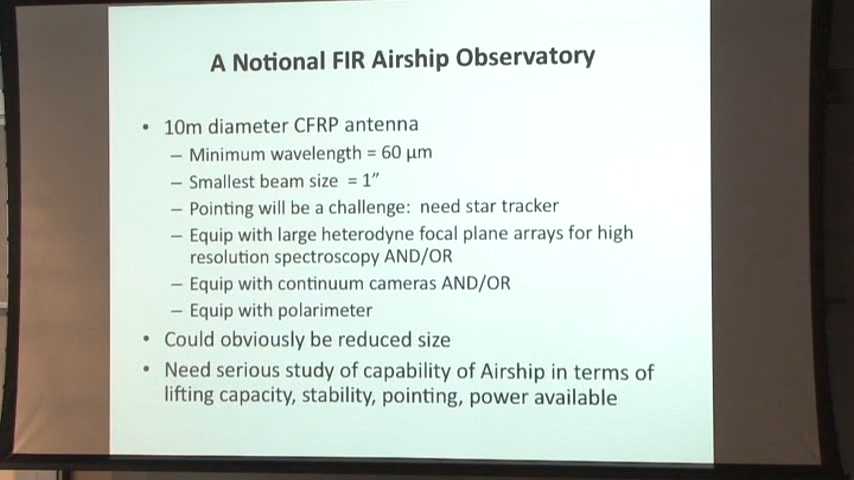 A Notional FIR Airship Observatory
• 10m diameter CFRP antenna
– Minimum wavelength = 60 μm
– Smallest beam size = 1”
– Pointing will be a challenge: need star tracker
– Equip with large heterodyne focal plane arrays for high
resolution spectroscopy AND/OR
– Equip with continuum cameras AND/OR
– Equip with polarimeter
• Could obviously be reduced size
• Need serious study of capability of Airship in terms of
lifting capacity, stability, pointing, power available